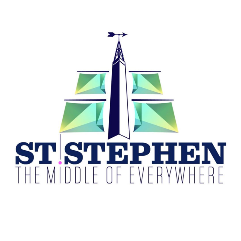 ST. STEPHEN
THE MIDDLE OF EVERYWHERE